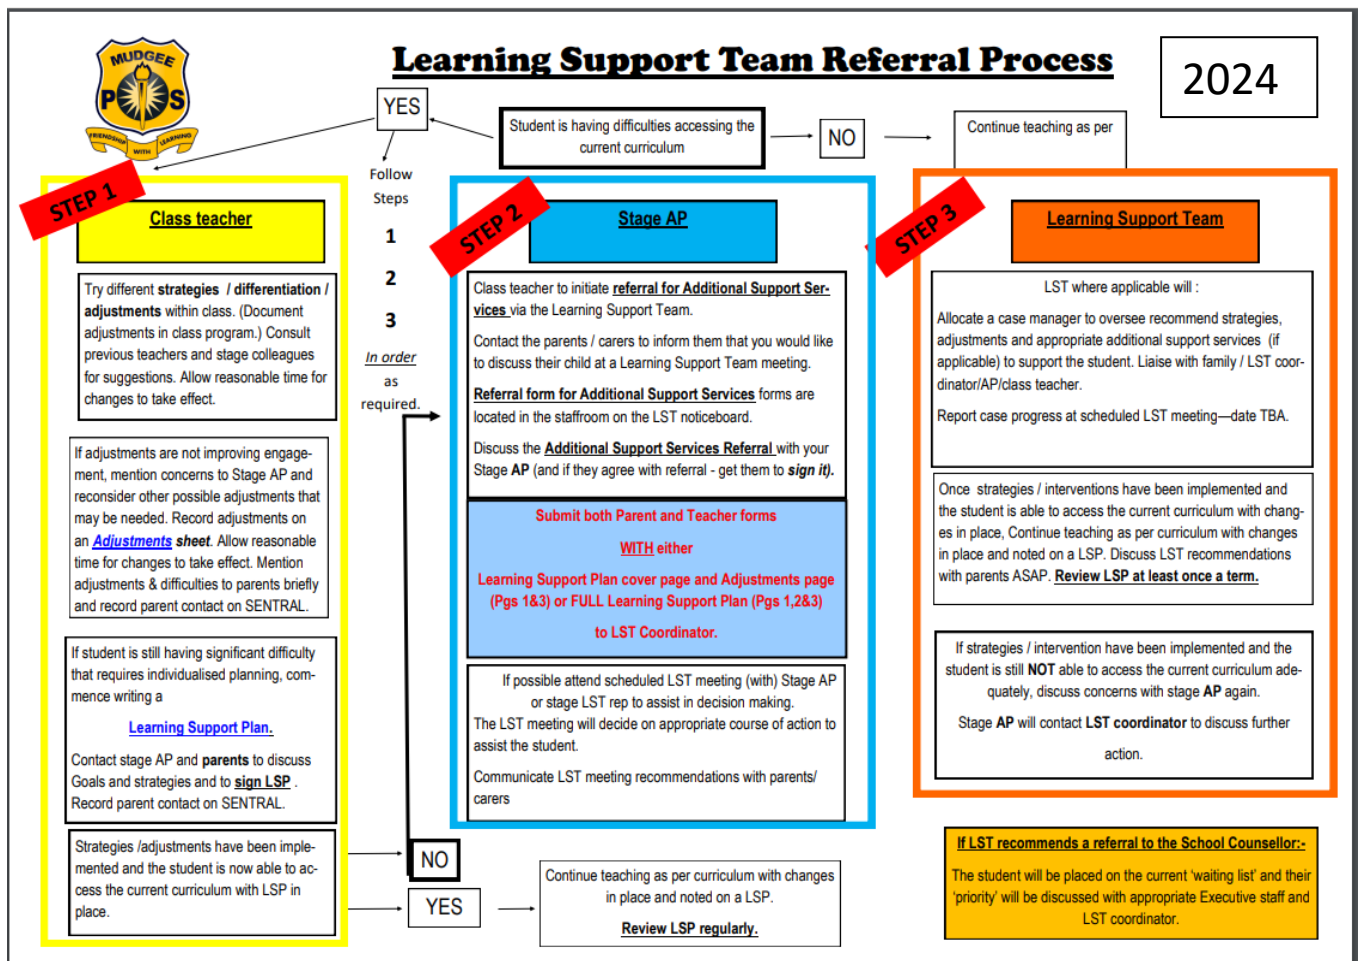 MUDGEE
P S
FRIENDSHIP
WITH
LEARNING
Learning Support Team Referral Process
2024
YES
Student is having difficulties accessing the
current curriculum
NO
Continue teaching as per
Follow
Steps
1
2
3
In order
as
required.
STEP 1
Class teacher
Try different strategies / differentiation /
adjustments within class. (Document
adjustments in class program.) Consult
previous teachers and stage colleagues
for suggestions. Allow reasonable time for
changes to take effect.
If adjustments are not improving engage-
ment, mention concerns to Stage AP and
reconsider other possible adjustments that
may be needed. Record adjustments on
an Adjustments sheet. Allow reasonable
time for changes to take effect. Mention
adjustments & difficulties to parents briefly
and record parent contact on SENTRAL.
If student is still having significant difficulty
that requires individualised planning, com-
mence writing a
Learning Support Plan.
Contact stage AP and parents to discuss
Goals and strategies and to sign LSP .
Record parent contact on SENTRAL.
Strategies /adjustments have been imple-
mented and the student is now able to ac-
cess the current curriculum with LSP in
place.
NO
YES
Continue teaching as per curriculum with changes
in place and noted on a LSP.
Review LSP regularly.
STEP 2
Stage AP
Class teacher to initiate referral for Additional Support Ser-
vices via the Learning Support Team.
Contact the parents / carers to inform them that you would like
to discuss their child at a Learning Support Team meeting.
Referral form for Additional Support Services forms are
located in the staffroom on the LST noticeboard.
Discuss the Additional Support Services Referral with your
Stage AP (and if they agree with referral - get them to sign it).
Submit both Parent and Teacher forms
WITH either
Learning Support Plan cover page and Adjustments page
(Pgs 1&3) or FULL Learning Support Plan (Pgs 1,2&3)
to LST Coordinator.
If possible attend scheduled LST meeting (with) Stage AP
or stage LST rep to assist in decision making.
The LST meeting will decide on appropriate course of action to
assist the student.
Communicate LST meeting recommendations with parents/
carers
STEP 3
Learning Support Team
LST where applicable will :
Allocate a case manager to oversee recommend strategies,
adjustments and appropriate additional support services (if
applicable) to support the student. Liaise with family / LST coor-
dinator/AP/class teacher.
Report case progress at scheduled LST meeting—date TBA.
Once strategies / interventions have been implemented and
the student is able to access the current curriculum with chang-
es in place, Continue teaching as per curriculum with changes
in place and noted on a LSP. Discuss LST recommendations
with parents ASAP. Review LSP at least once a term.
If strategies / intervention have been implemented and the
student is still NOT able to access the current curriculum ade-
quately, discuss concerns with stage AP again.
Stage AP will contact LST coordinator to discuss further
action.
If LST recommends a referral to the School Counsellor:-
The student will be placed on the current ‘waiting list’ and their
‘priority’ will be discussed with appropriate Executive staff and
LST coordinator.